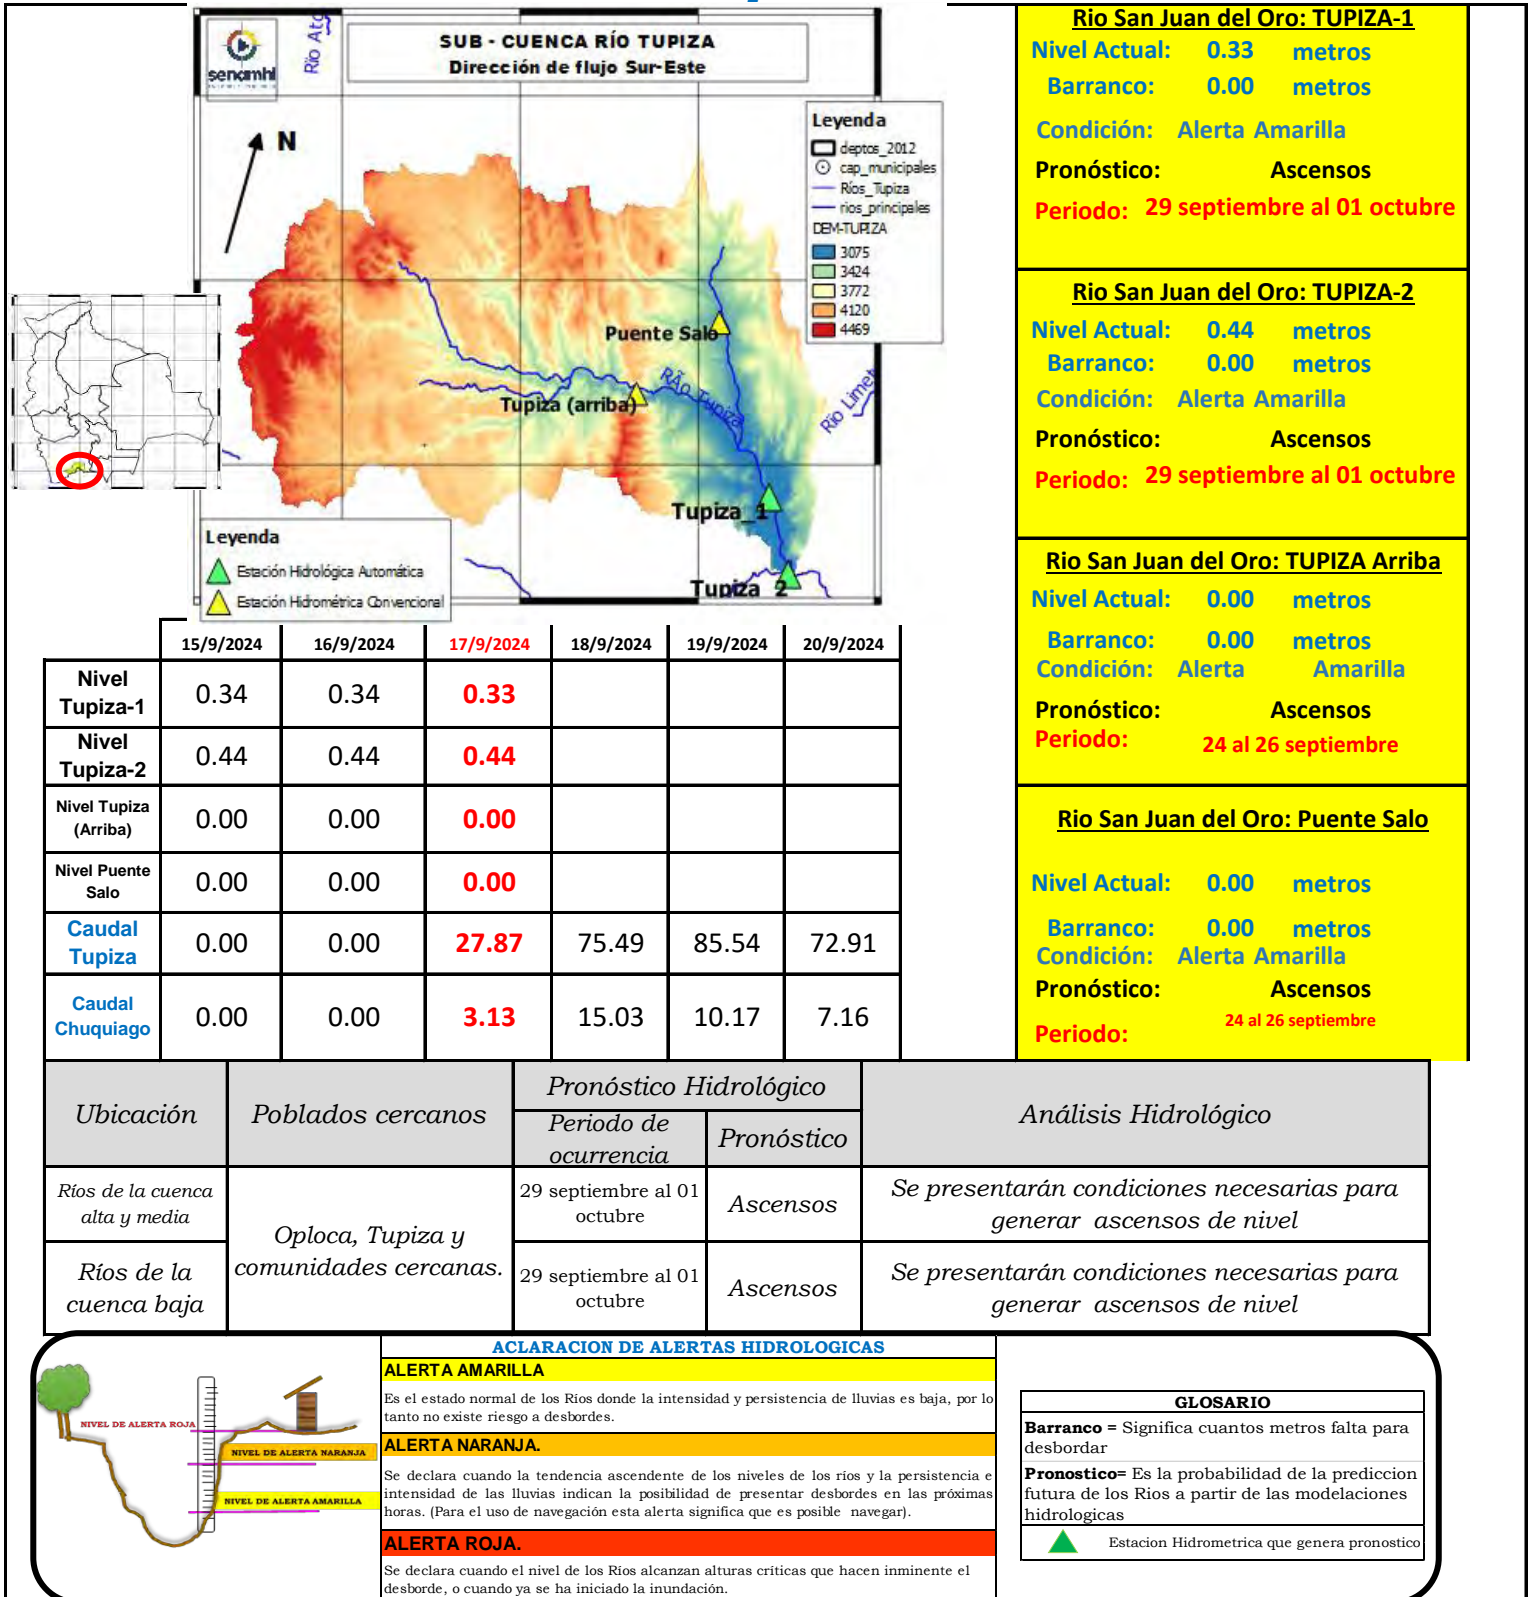 senamhi
Río Ato
SUB - CUENCA RÍO TUPIZA
Dirección de flujo Sur-Este
N
Leyenda
deptos_2012
cap_municipales
Ríos_Tupiza
rios_principales
DEM-TUPIZA
3075
3424
3772
4120
4469
Puente Salo
RÃ­o Tupiza
Tupiza (arriba)
Rio Limet
Tupiza_1
Tupiza_2
Leyenda
Estación Hidrológica Automática
Estación Hidrométrica Convencional
Rio San Juan del Oro: TUPIZA-1
Nivel Actual: 0.33 metros
Barranco: 0.00 metros
Condición: Alerta Amarilla
Pronóstico: Ascensos
Periodo: 29 septiembre al 01 octubre
Rio San Juan del Oro: TUPIZA-2
Nivel Actual: 0.44 metros
Barranco: 0.00 metros
Condición: Alerta Amarilla
Pronóstico: Ascensos
Periodo: 29 septiembre al 01 octubre
Rio San Juan del Oro: TUPIZA Arriba
Nivel Actual: 0.00 metros
Barranco: 0.00 metros
Condición: Alerta Amarilla
Pronóstico: Ascensos
Periodo: 24 al 26 septiembre
Rio San Juan del Oro: Puente Salo
Nivel Actual: 0.00 metros
Barranco: 0.00 metros
Condición: Alerta Amarilla
Pronóstico: Ascensos
Periodo: 24 al 26 septiembre
15/9/2024 16/9/2024 17/9/2024 18/9/2024 19/9/2024 20/9/2024
Nivel
Tupiza-1 0.34 0.34 0.33
Nivel
Tupiza-2 0.44 0.44 0.44
Nivel Tupiza
(Arriba) 0.00 0.00 0.00
Nivel Puente
Salo 0.00 0.00 0.00
Caudal
Tupiza 0.00 0.00 27.87 75.49 85.54 72.91
Caudal
Chuquiago 0.00 0.00 3.13 15.03 10.17 7.16
Ubicación Poblados cercanos Pronóstico Hidrológico Análisis Hidrológico
Periodo de
ocurrencia Pronóstico
Ríos de la cuenca
alta y media
Oploca, Tupiza y
comunidades cercanas.
29 septiembre al 01
octubre
Ascensos
Se presentarán condiciones necesarias para
generar ascensos de nivel
Ríos de la
cuenca baja
29 septiembre al 01
octubre
Ascensos
Se presentarán condiciones necesarias para
generar ascensos de nivel
NIVEL DE ALERTA ROJA
NIVEL DE ALERTA NARANJA
NIVEL DE ALERTA AMARILLA
ACLARACION DE ALERTAS HIDROLOGICAS
ALERTA AMARILLA
Es el estado normal de los Ríos donde la intensidad y persistencia de lluvias es baja, por lo
tanto no existe riesgo a desbordes.
ALERTA NARANJA.
Se declara cuando la tendencia ascendente de los niveles de los ríos y la persistencia e
intensidad de las lluvias indican la posibilidad de presentar desbordes en las próximas
horas. (Para el uso de navegación esta alerta significa que es posible navegar).
ALERTA ROJA.
Se declara cuando el nivel de los Ríos alcanzan alturas críticas que hacen inminente el
desborde, o cuando ya se ha iniciado la inundación.
GLOSARIO
Barranco = Significa cuantos metros falta para
desbordar
Pronostico= Es la probabilidad de la prediccion
futura de los Rios a partir de las modelaciones
hidrologicas
Estacion Hidrometrica que genera pronostico